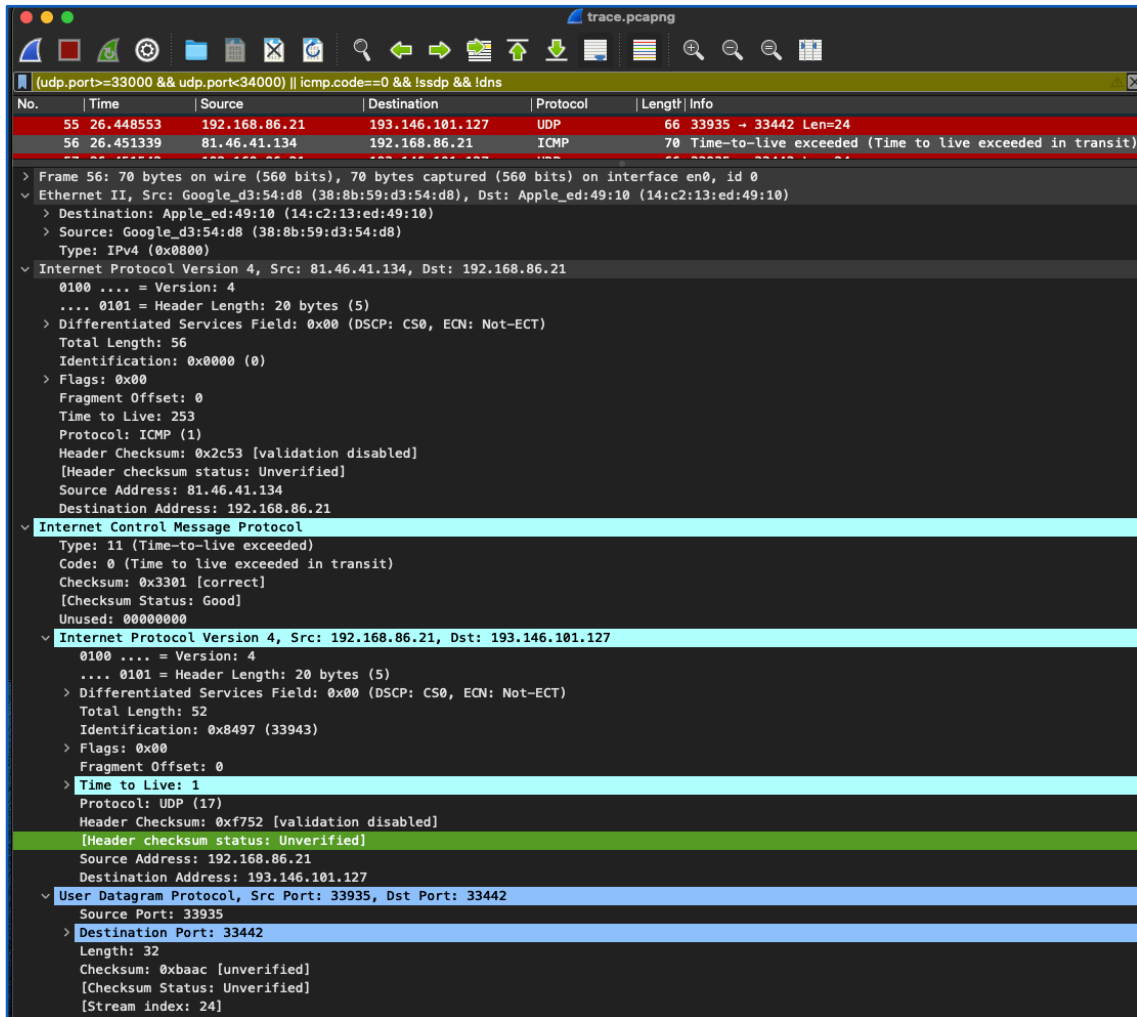 trace.pcapng
(udp.port>=33000 && udp.port<34000) || icmp.code==0 && !ssdp && !dns
No. Time Source Destination Protocol Length Info
55 26.448553 192.168.86.21 193.146.101.127 UDP 66 33935 → 33442 Len=24
56 26.451339 81.46.41.134 192.168.86.21 ICMP 70 Time-to-live exceeded (Time to live exceeded in transit)
> Frame 56: 70 bytes on wire (560 bits), 70 bytes captured (560 bits) on interface en0, id 0
Ethernet II, Src: Google_d3:54:d8 (38:8b:59:d3:54:d8), Dst: Apple_ed:49:10 (14:c2:13:ed:49:10)
> Destination: Apple_ed:49:10 (14:c2:13:ed:49:10)
> Source: Google_d3:54:d8 (38:8b:59:d3:54:d8)
Type: IPv4 (0x0800)
Internet Protocol Version 4, Src: 81.46.41.134, Dst: 192.168.86.21
0100 .... = Version: 4
.... 0101 = Header Length: 20 bytes (5)
> Differentiated Services Field: 0x00 (DSCP: CS0, ECN: Not-ECT)
Total Length: 56
Identification: 0x0000 (0)
> Flags: 0x00
Fragment Offset: 0
Time to Live: 253
Protocol: ICMP (1)
Header Checksum: 0x2c53 [validation disabled]
[Header checksum status: Unverified]
Source Address: 81.46.41.134
Destination Address: 192.168.86.21
Internet Control Message Protocol
Type: 11 (Time-to-live exceeded)
Code: 0 (Time to live exceeded in transit)
Checksum: 0x3301 [correct]
[Checksum Status: Good]
Unused: 00000000
Internet Protocol Version 4, Src: 192.168.86.21, Dst: 193.146.101.127
0100 .... = Version: 4
.... 0101 = Header Length: 20 bytes (5)
> Differentiated Services Field: 0x00 (DSCP: CS0, ECN: Not-ECT)
Total Length: 52
Identification: 0x8497 (33943)
> Flags: 0x00
Fragment Offset: 0
> Time to Live: 1
Protocol: UDP (17)
Header Checksum: 0xf752 [validation disabled]
[Header checksum status: Unverified]
Source Address: 192.168.86.21
Destination Address: 193.146.101.127
User Datagram Protocol, Src Port: 33935, Dst Port: 33442
Source Port: 33935
> Destination Port: 33442
Length: 32
Checksum: 0xbaac [unverified]
[Checksum Status: Unverified]
[Stream index: 24]